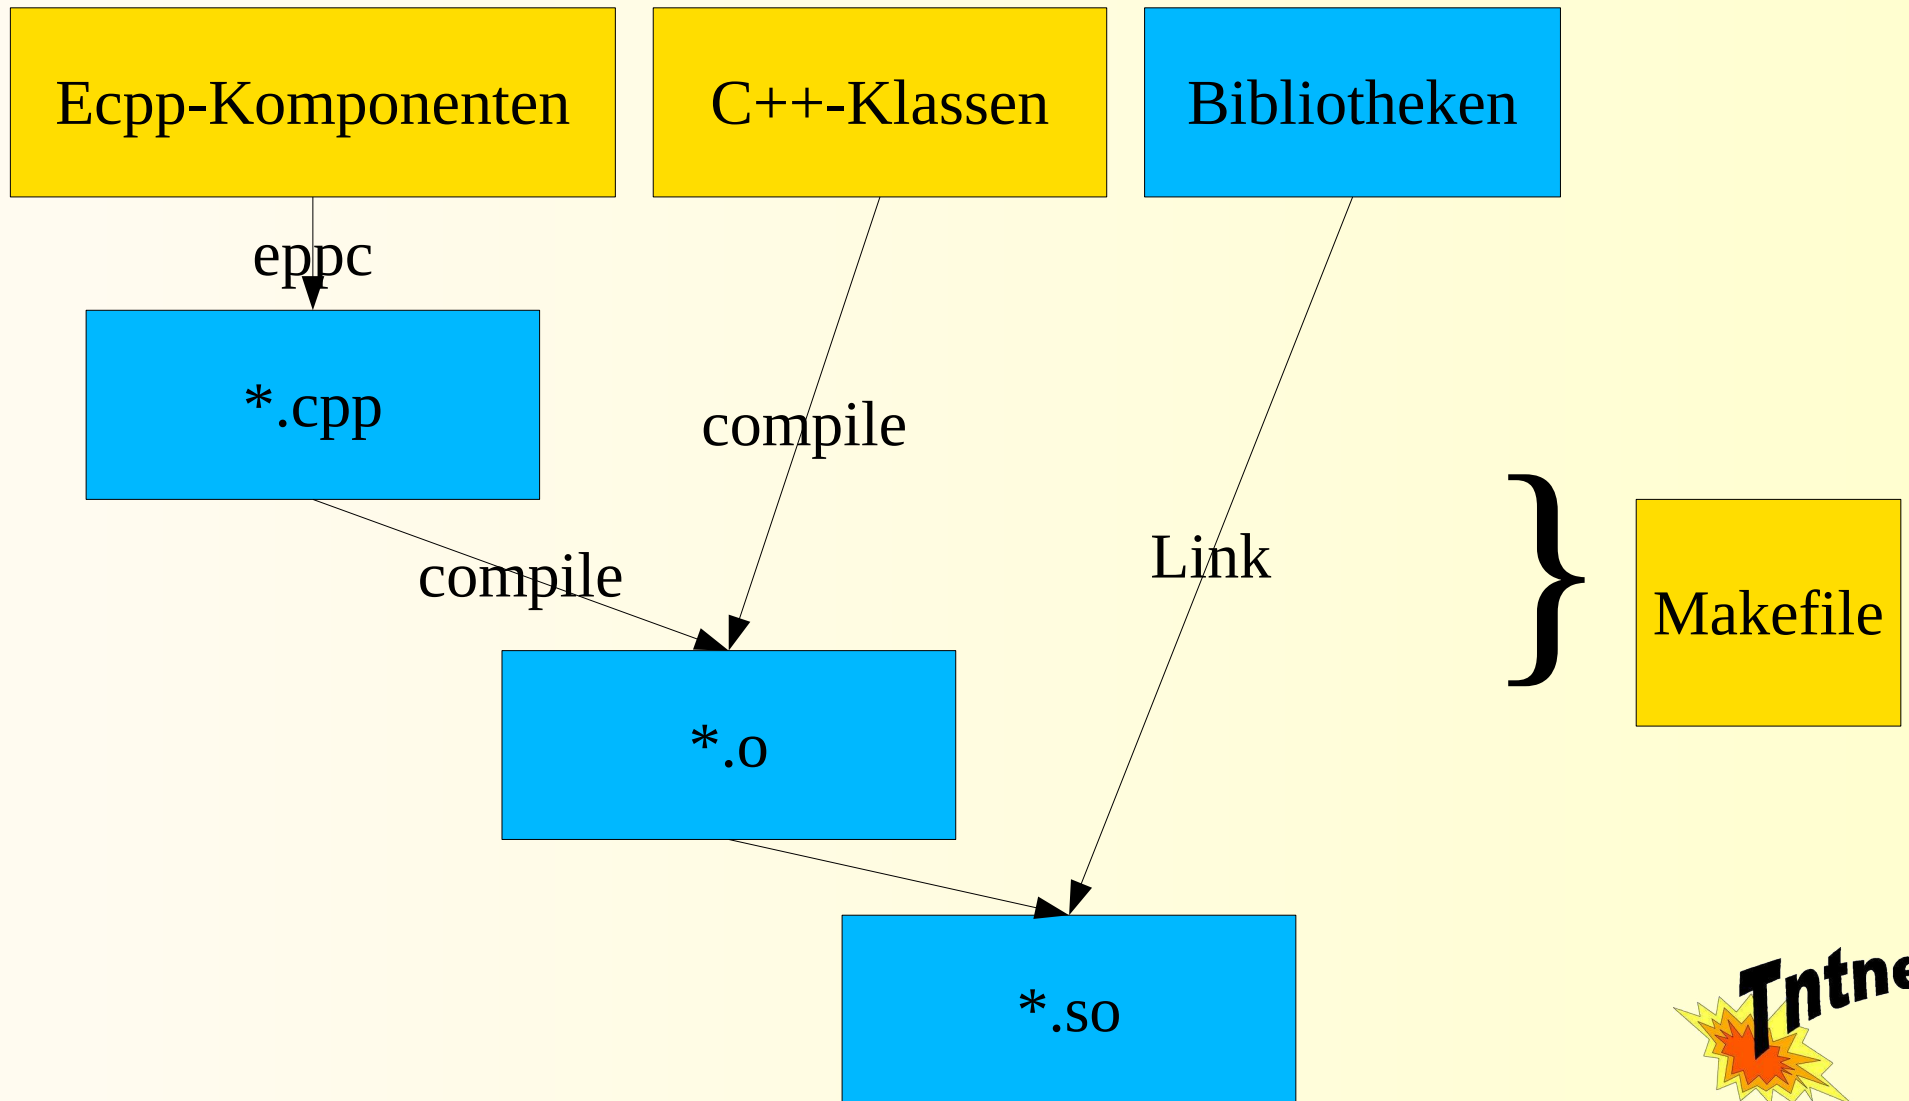 Ecpp-Komponenten
C++-Klassen
Bibliotheken
eppc
*.cpp
compile
compile
Link
}
Makefile
*.o
*.so
Tntne